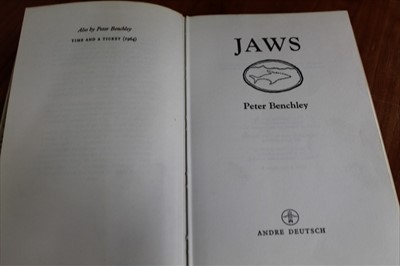 Also by Peter Benchley
TIME AND A TICKET (1964)
JAWS
Peter Benchley
ANDRE DEUTSCH